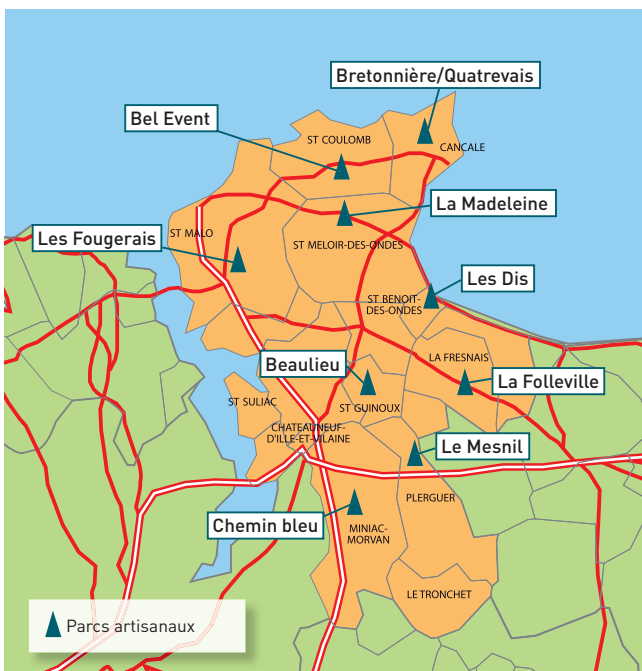 Bretonnière/Quatrevais
Bel Event
ST COULOMB
CANCALE
La Madeleine
Les Fougerais
ST MALO
ST MELOIR-DES-ONDES
Les Dis
ST BENOIT-
DES-ONDES
Beaulieu
LA FRESNAIS
La Folleville
ST SULIAC
ST GUINOUX
CHATEAUNEUF-
D'ILLE-ET-VILAINE
Le Mesnil
PLERGUER
Chemin bleu
MINIAC-
MORVAN
LE TRONCHET
Parcs artisanaux